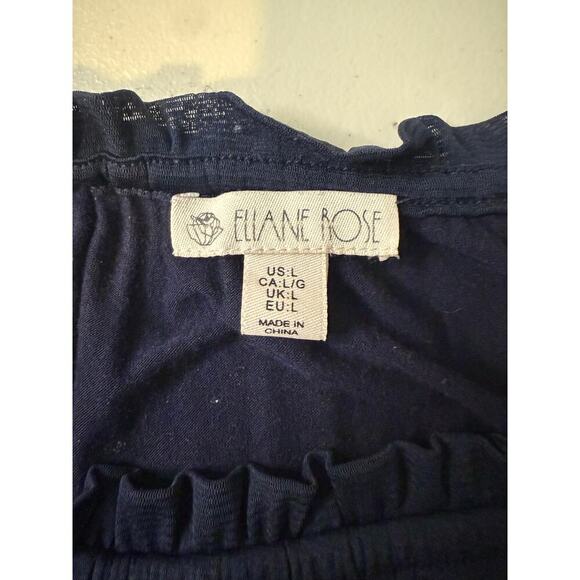 ELIANE ROSE
US:L
CA:L/G
UK:L
EU:L
MADE IN
CHINA